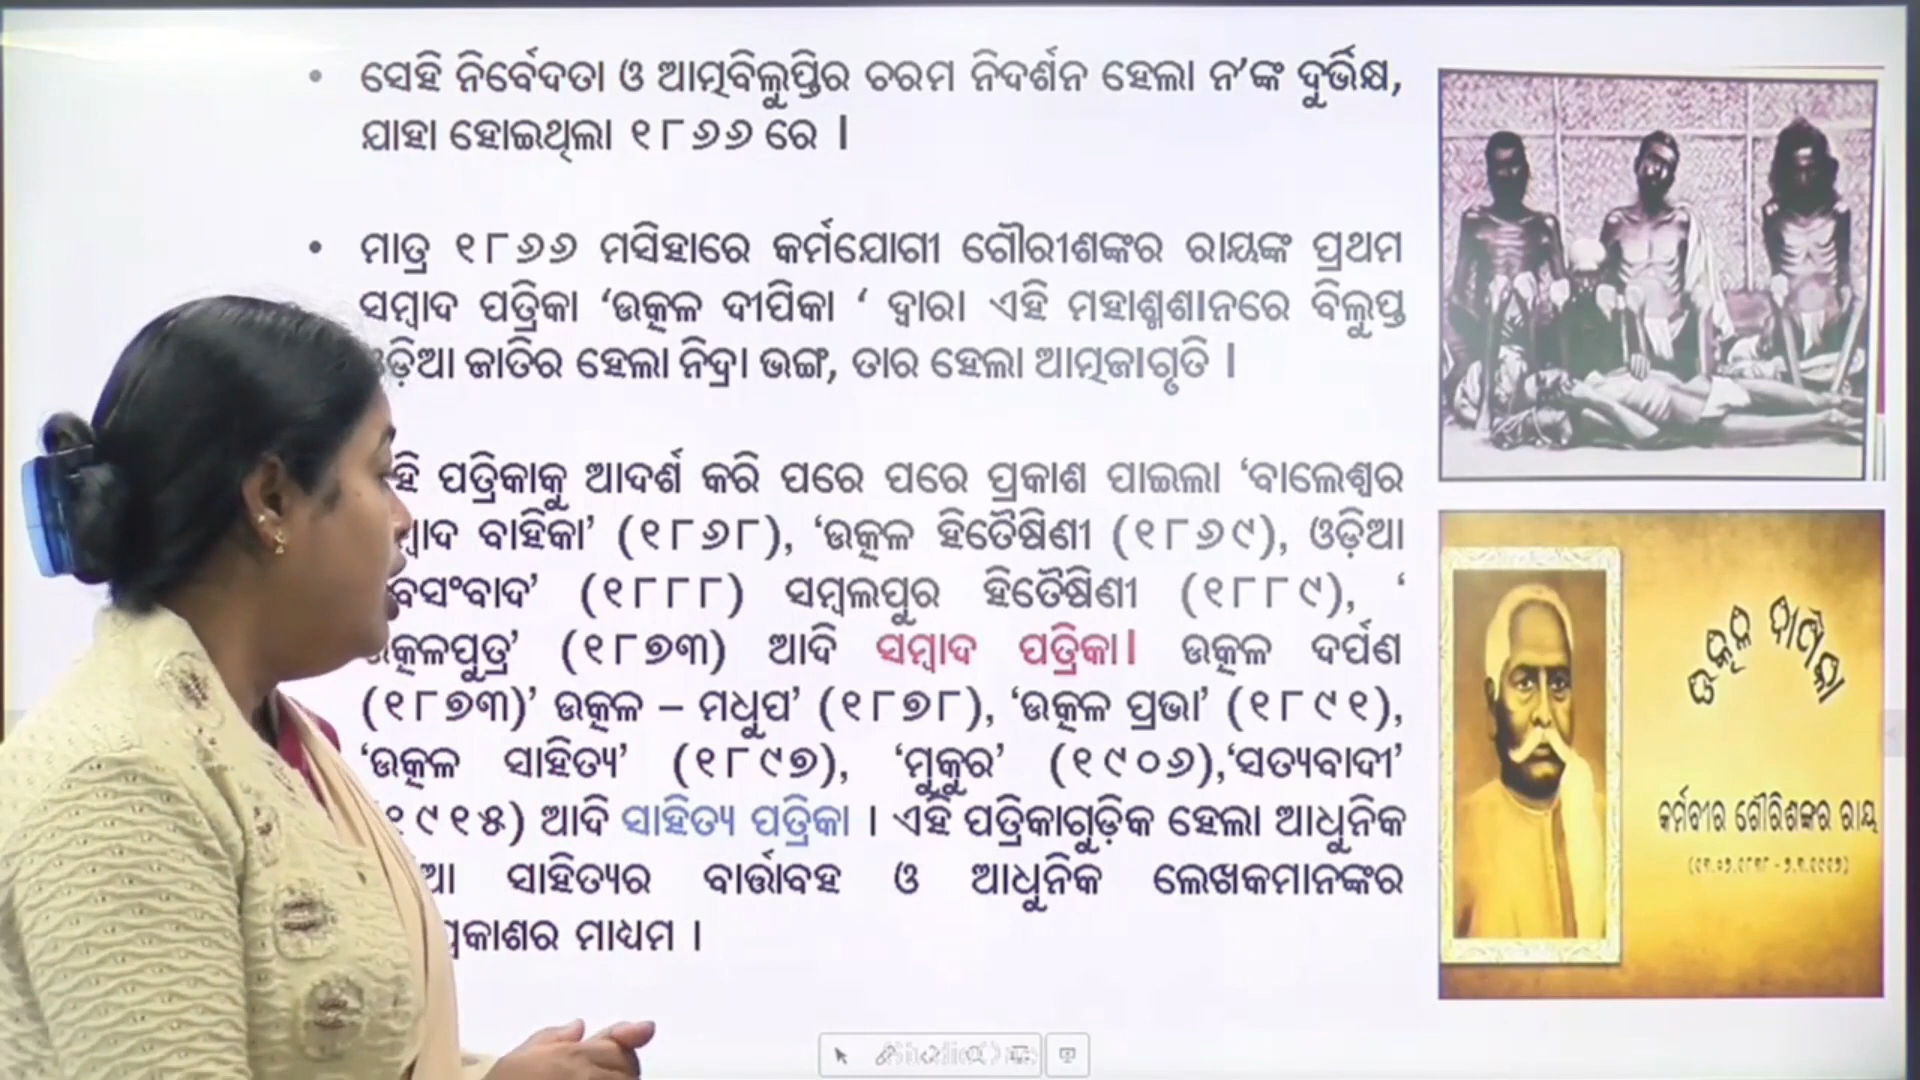 • ସେହି ନିର୍ବେଦତା ଓ ଆତ୍ମବିଲୁପ୍ତିର ଚରମ ନିଦର୍ଶନ ହେଲା ନ’ଙ୍କ ଦୁର୍ଭିକ୍ଷ,
ଯାହା ହୋଇଥିଲା ୧୮୬୬ ରେ ।
• ମାତ୍ର ୧୮୬୬ ମସିହାରେ କର୍ମଯୋଗୀ ଗୌରୀଶଙ୍କର ରାୟଙ୍କ ପ୍ରଥମ
ସମ୍ବାଦ ପତ୍ରିକା ‘ଉତ୍କଳ ଦୀପିକା ‘ ଦ୍ୱାରା ଏହି ମହାଶ୍ମଶାନରେ ବିଲୁପ୍ତ
ଜାତିର ହେଲା ନିଦ୍ରା ଭଙ୍ଗ, ତାର ହେଲା ଆତ୍ମଜାଗୃତି ।
ପତ୍ରିକାକୁ ଆଦର୍ଶ କରି ପରେ ପରେ ପ୍ରକାଶ ପାଇଲା ‘ବାଲେଶ୍ୱର
ବାହିକା’ (୧୮୬୮), ‘ଉତ୍କଳ ହିତୈଷିଣୀ (୧୮୬୯), ଓଡ଼ିଆ
(୧୮୮୮) ସମ୍ବଲପୁର ହିତୈଷିଣୀ (୧୮୮୯), ‘
(୧୮୭୩) ଆଦି ସମ୍ବାଦ ପତ୍ରିକା। ଉତ୍କଳ ଦର୍ପଣ
(୧୮୭୩)’ ଉତ୍କଳ – ମଧୁପ’ (୧୮୭୮), ‘ଉତ୍କଳ ପ୍ରଭା’ (୧୮୯୧),
‘ଉତ୍କଳ ସାହିତ୍ୟ’ (୧୮୯୭), ‘ମୁକୁର’ (୧୯୦୬),‘ସତ୍ୟବାଦୀ’
ଆଦି ସାହିତ୍ୟ ପତ୍ରିକା । ଏହି ପତ୍ରିକାଗୁଡ଼ିକ ହେଲା ଆଧୁନିକ
ସାହିତ୍ୟର ବାର୍ତ୍ତାବହ ଓ ଆଧୁନିକ ଲେଖକମାନଙ୍କର
ମାଧ୍ୟମ ।
ଉତ୍କଳ ଦୀପିକା
କର୍ମବୀର ଗୌରିଶଙ୍କର ରାୟ